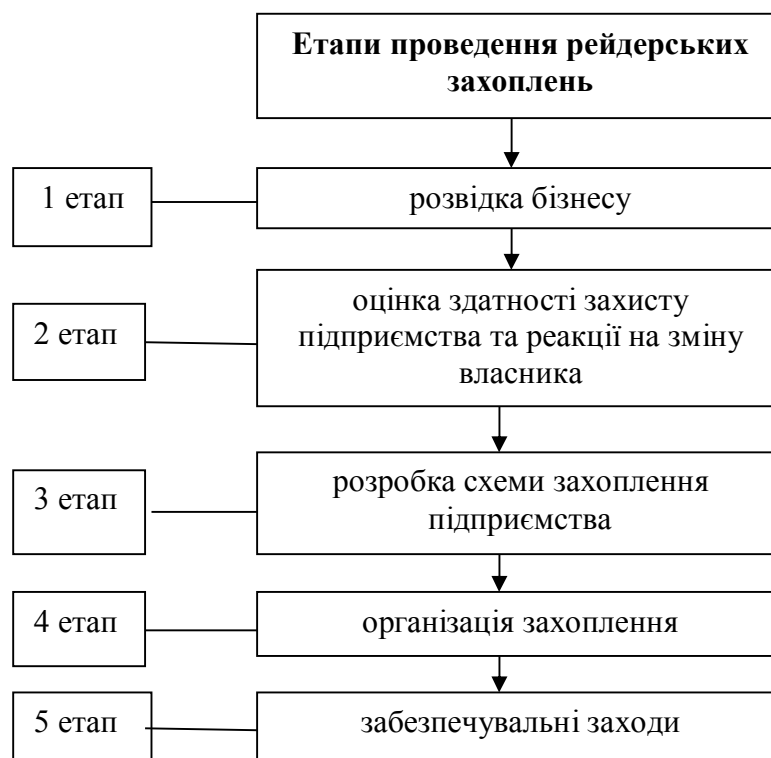 Етапи проведення рейдерських
захоплень
1 етап
розвідка бізнесу
2 етап
оцінка здатності захисту
підприємства та реакції на зміну
власника
3 етап
розробка схеми захоплення
підприємства
4 етап
організація захоплення
5 етап
забезпечувальні заходи